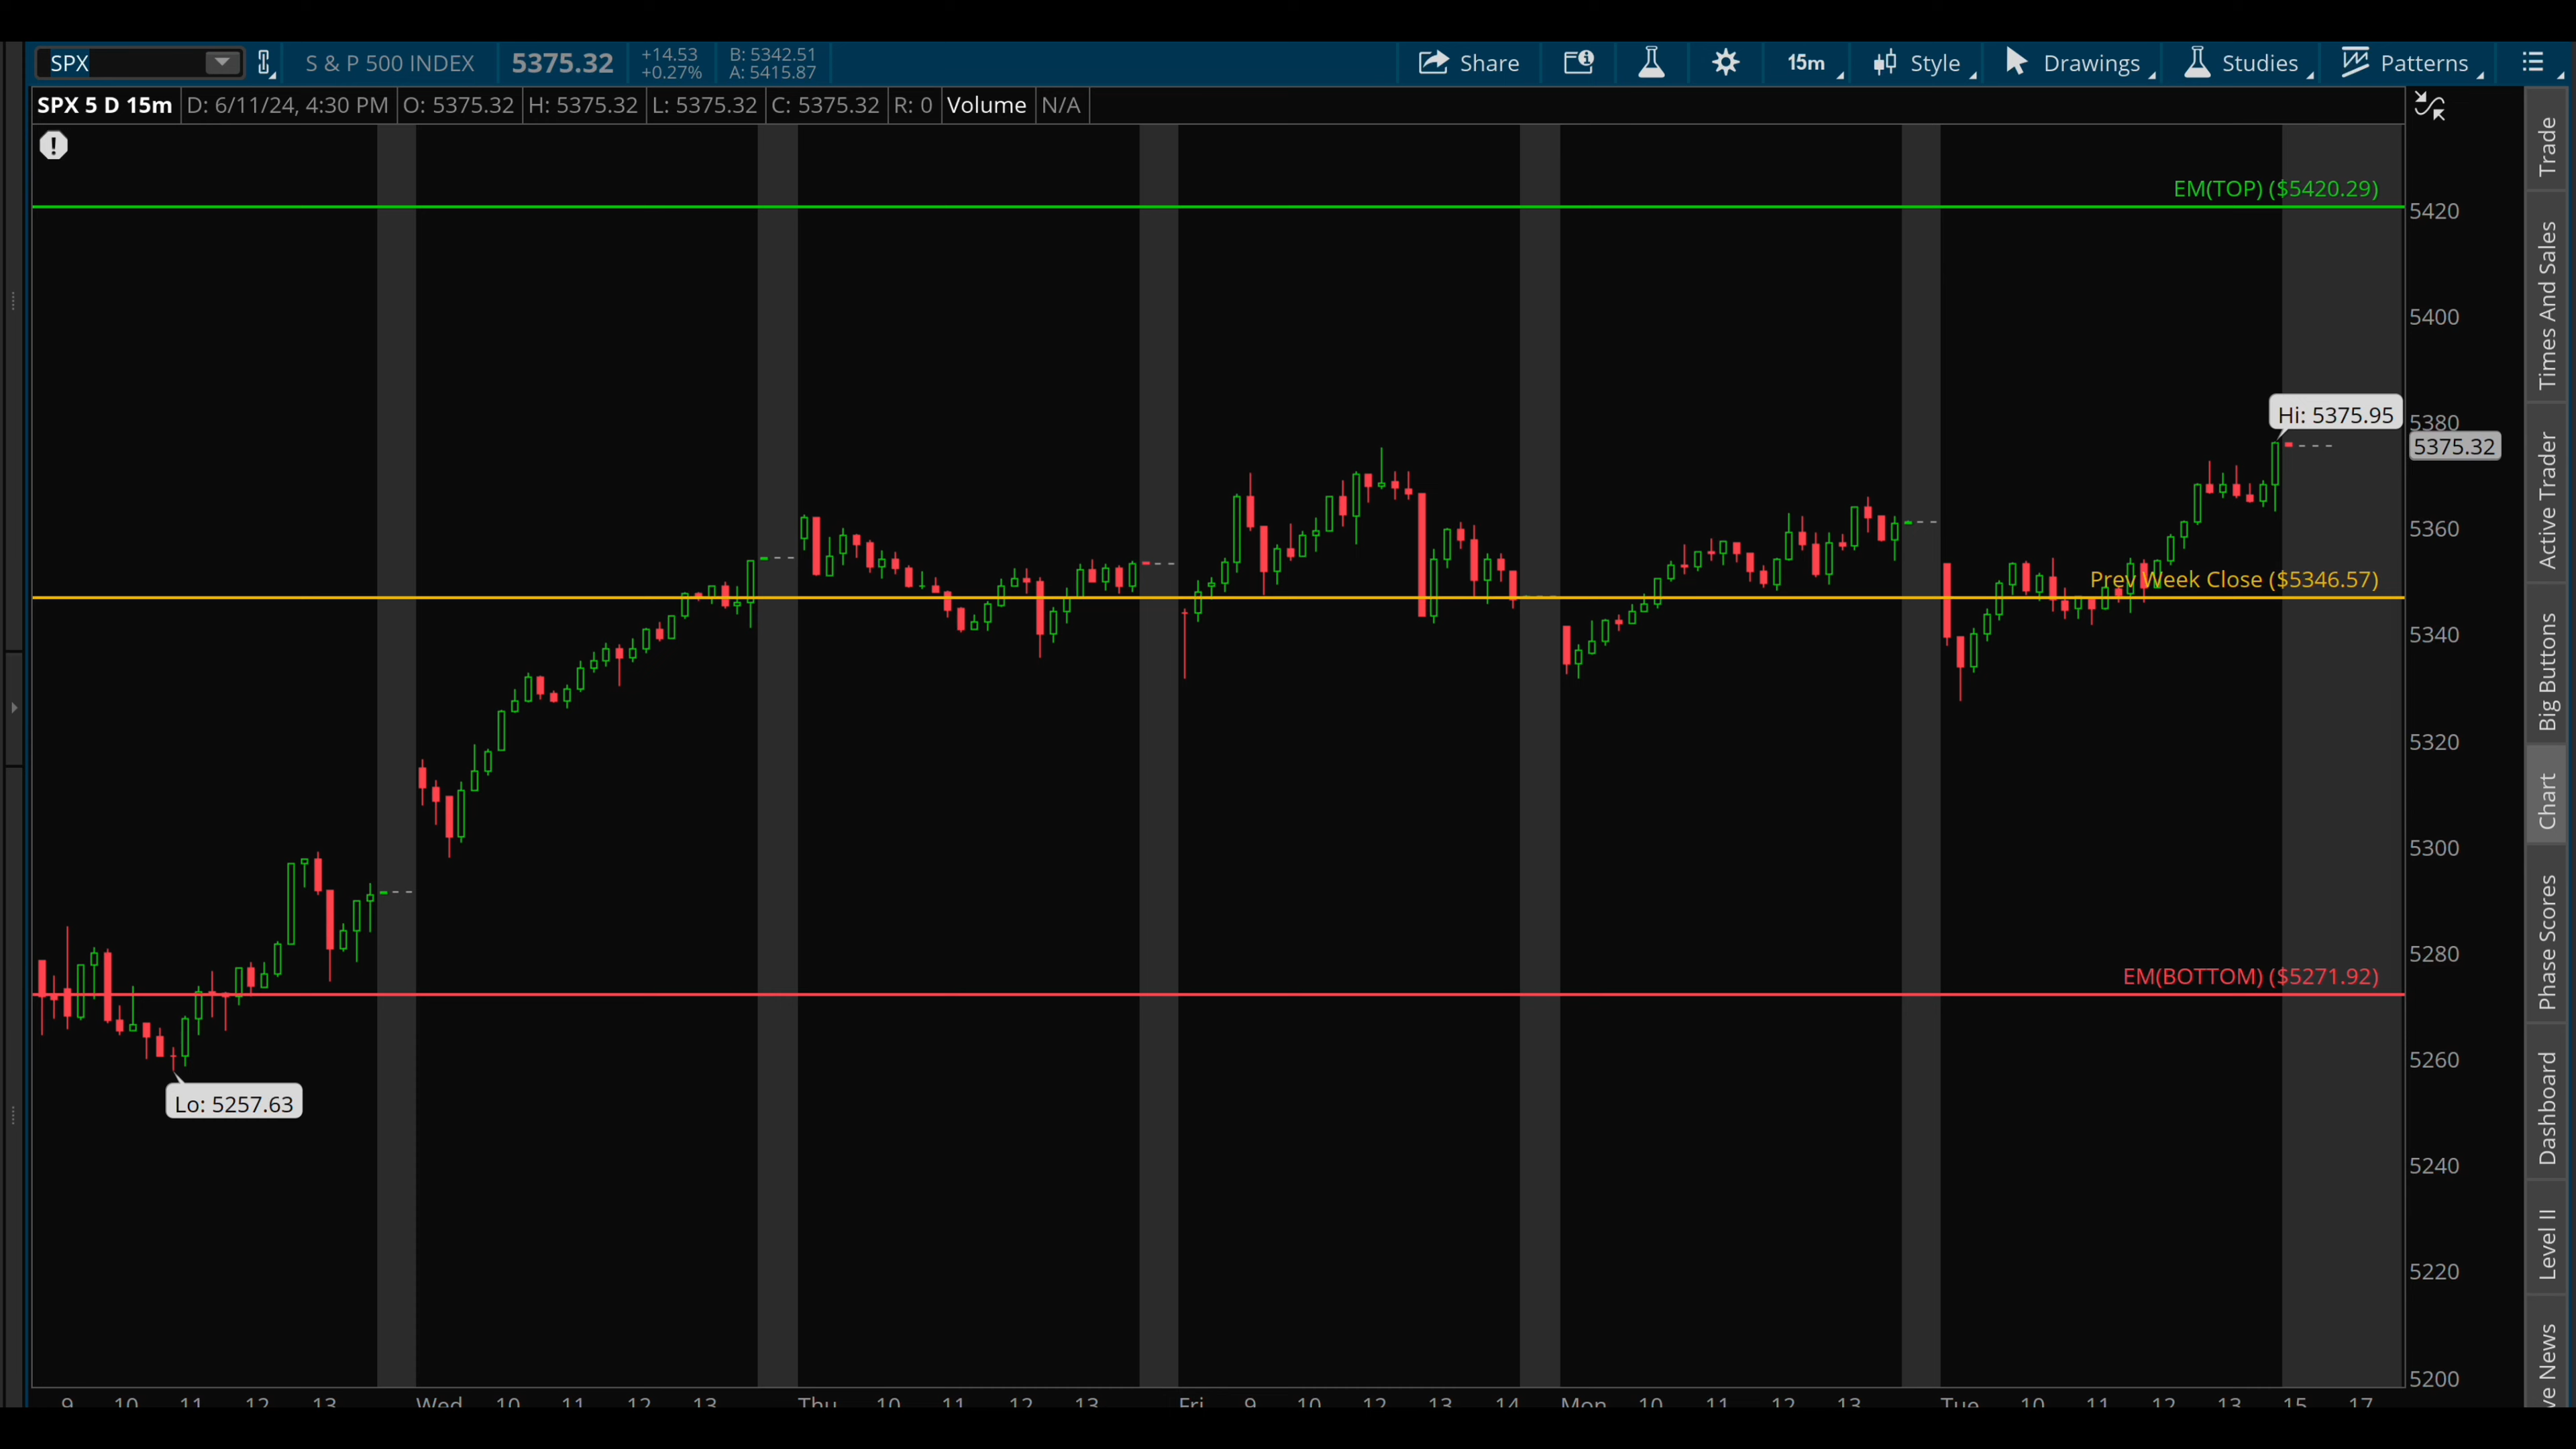 SPX S & P 500 INDEX 5375.32 +14.53 +0.27% B: 5342.51 A: 5415.87 Share 15m Style Drawings Studies Patterns
SPX 5 D 15m D: 6/11/24, 4:30 PM O: 5375.32 H: 5375.32 L: 5375.32 C: 5375.32 R: 0 Volume N/A
EM(TOP) ($5420.29)
5420
5400
Hi: 5375.95
5380
5375.32
5360
Prev Week Close ($5346.57)
5340
5320
5300
5280
EM(BOTTOM) ($5271.92)
5260
Lo: 5257.63
5240
5220
5200
9 10 11 12 13 Wed 10 11 12 13 Thu 10 11 12 13 Fri 9 10 12 13 14 Mon 10 11 12 13 Tue 10 11 12 13 15 17
Trade
Times And Sales
Active Trader
Big Buttons
Chart
Phase Scores
Dashboard
Level II
ve News